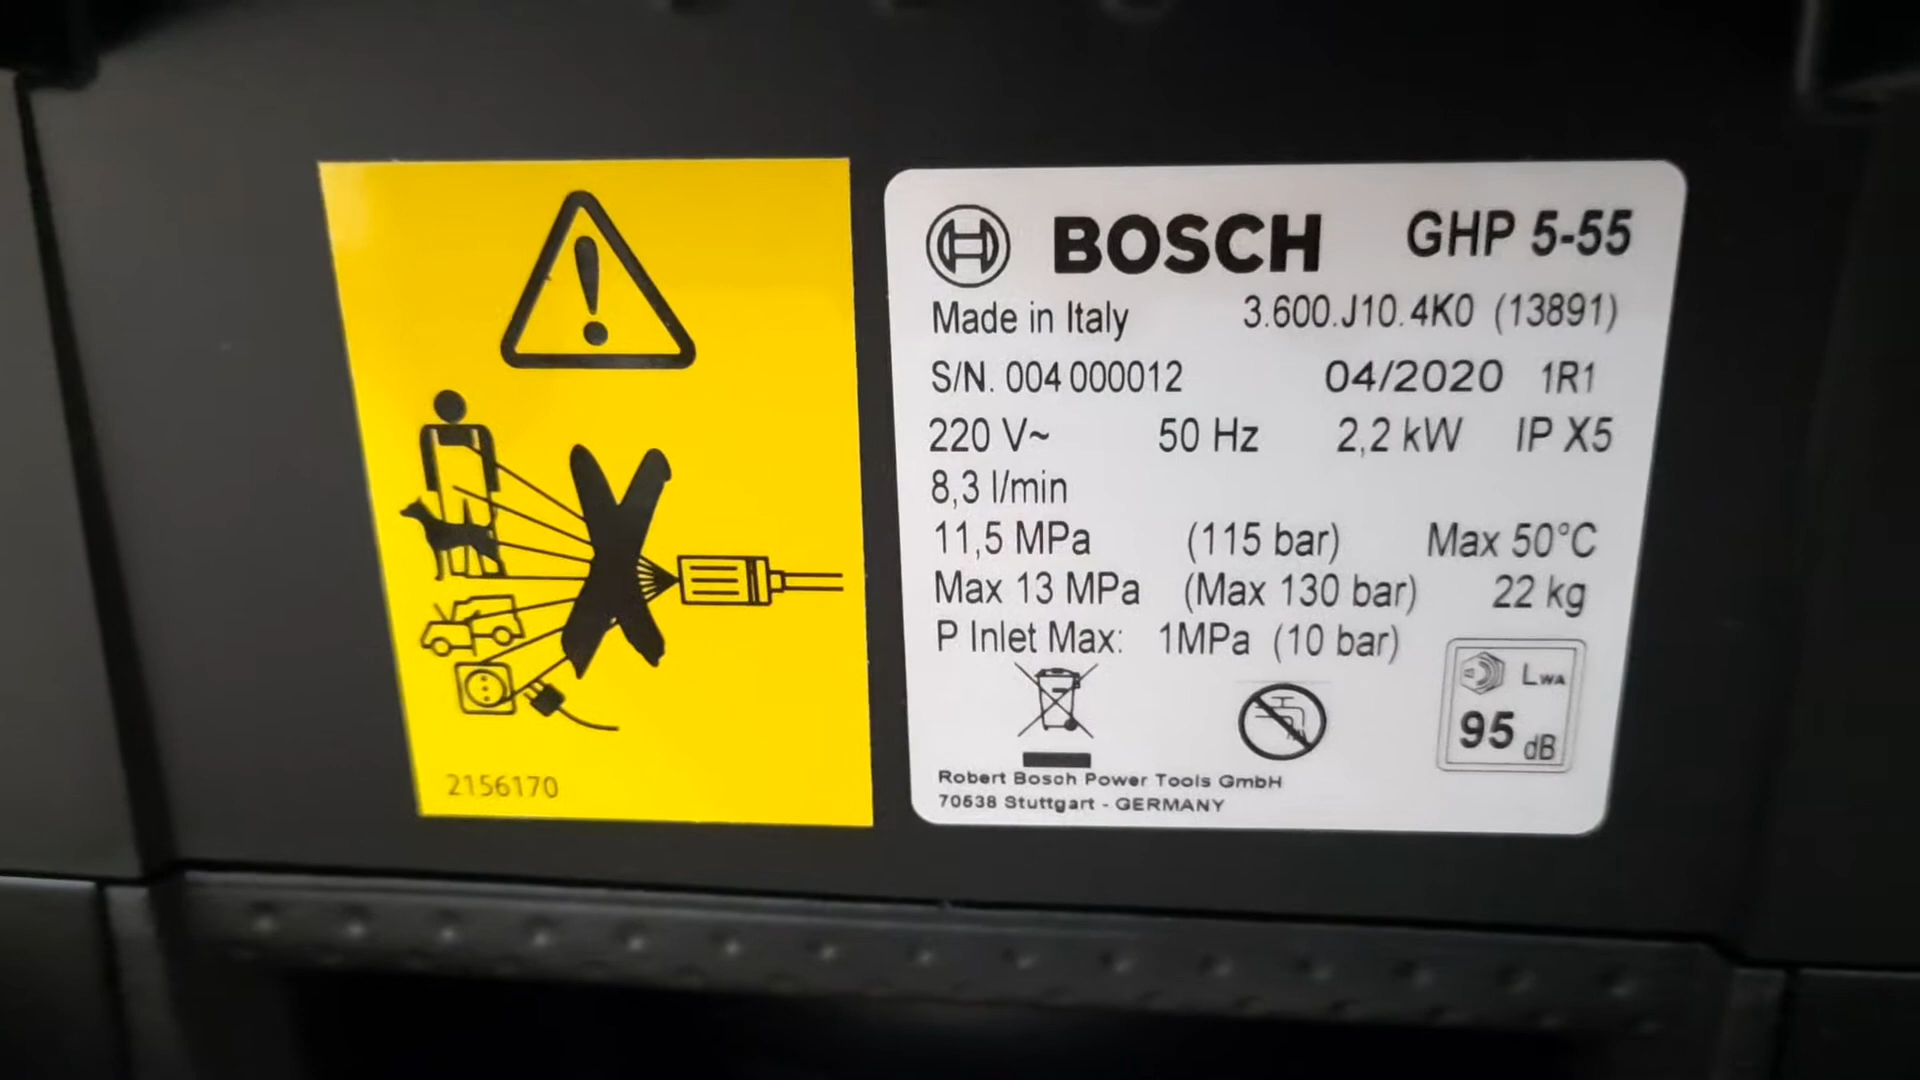 2156170
BOSCH GHP 5-55
Made in Italy 3.600.J10.4K0 (13891)
S/N. 004 000012 04/2020 1R1
220 V~ 50 Hz 2,2 kW IP X5
8,3 l/min
11,5 MPa (115 bar) Max 50°C
Max 13 MPa (Max 130 bar) 22 kg
P Inlet Max: 1MPa (10 bar)
LWA
95 dB
Robert Bosch Power Tools GmbH
70538 Stuttgart - GERMANY